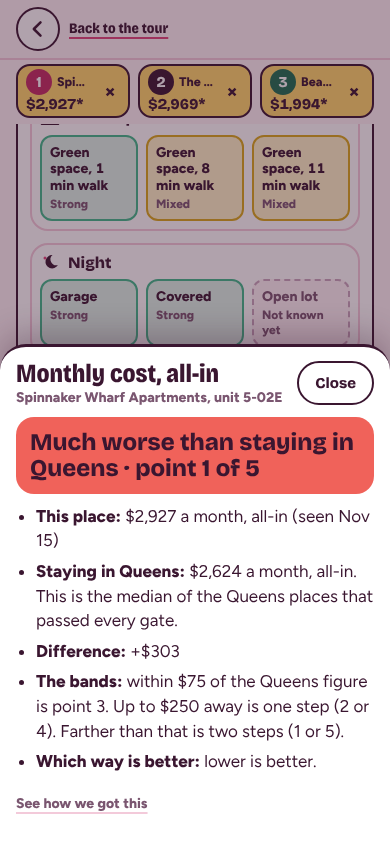 Back to the tour
1 Spi... ×
$2,927*
2 The ... ×
$2,969*
3 Bea... ×
$1,994*
Green
space, 1
min walk
Strong
Green
space, 8
min walk
Mixed
Green
space, 11
min walk
Mixed
Night
Garage
Strong
Covered
Strong
Open lot
Not known
yet
Monthly cost, all-in
Spinnaker Wharf Apartments, unit 5-02E
Close
Much worse than staying in
Queens · point 1 of 5
• This place: $2,927 a month, all-in (seen Nov
15)
• Staying in Queens: $2,624 a month, all-in.
This is the median of the Queens places that
passed every gate.
• Difference: +$303
• The bands: within $75 of the Queens figure
is point 3. Up to $250 away is one step (2 or
4). Farther than that is two steps (1 or 5).
• Which way is better: lower is better.
See how we got this